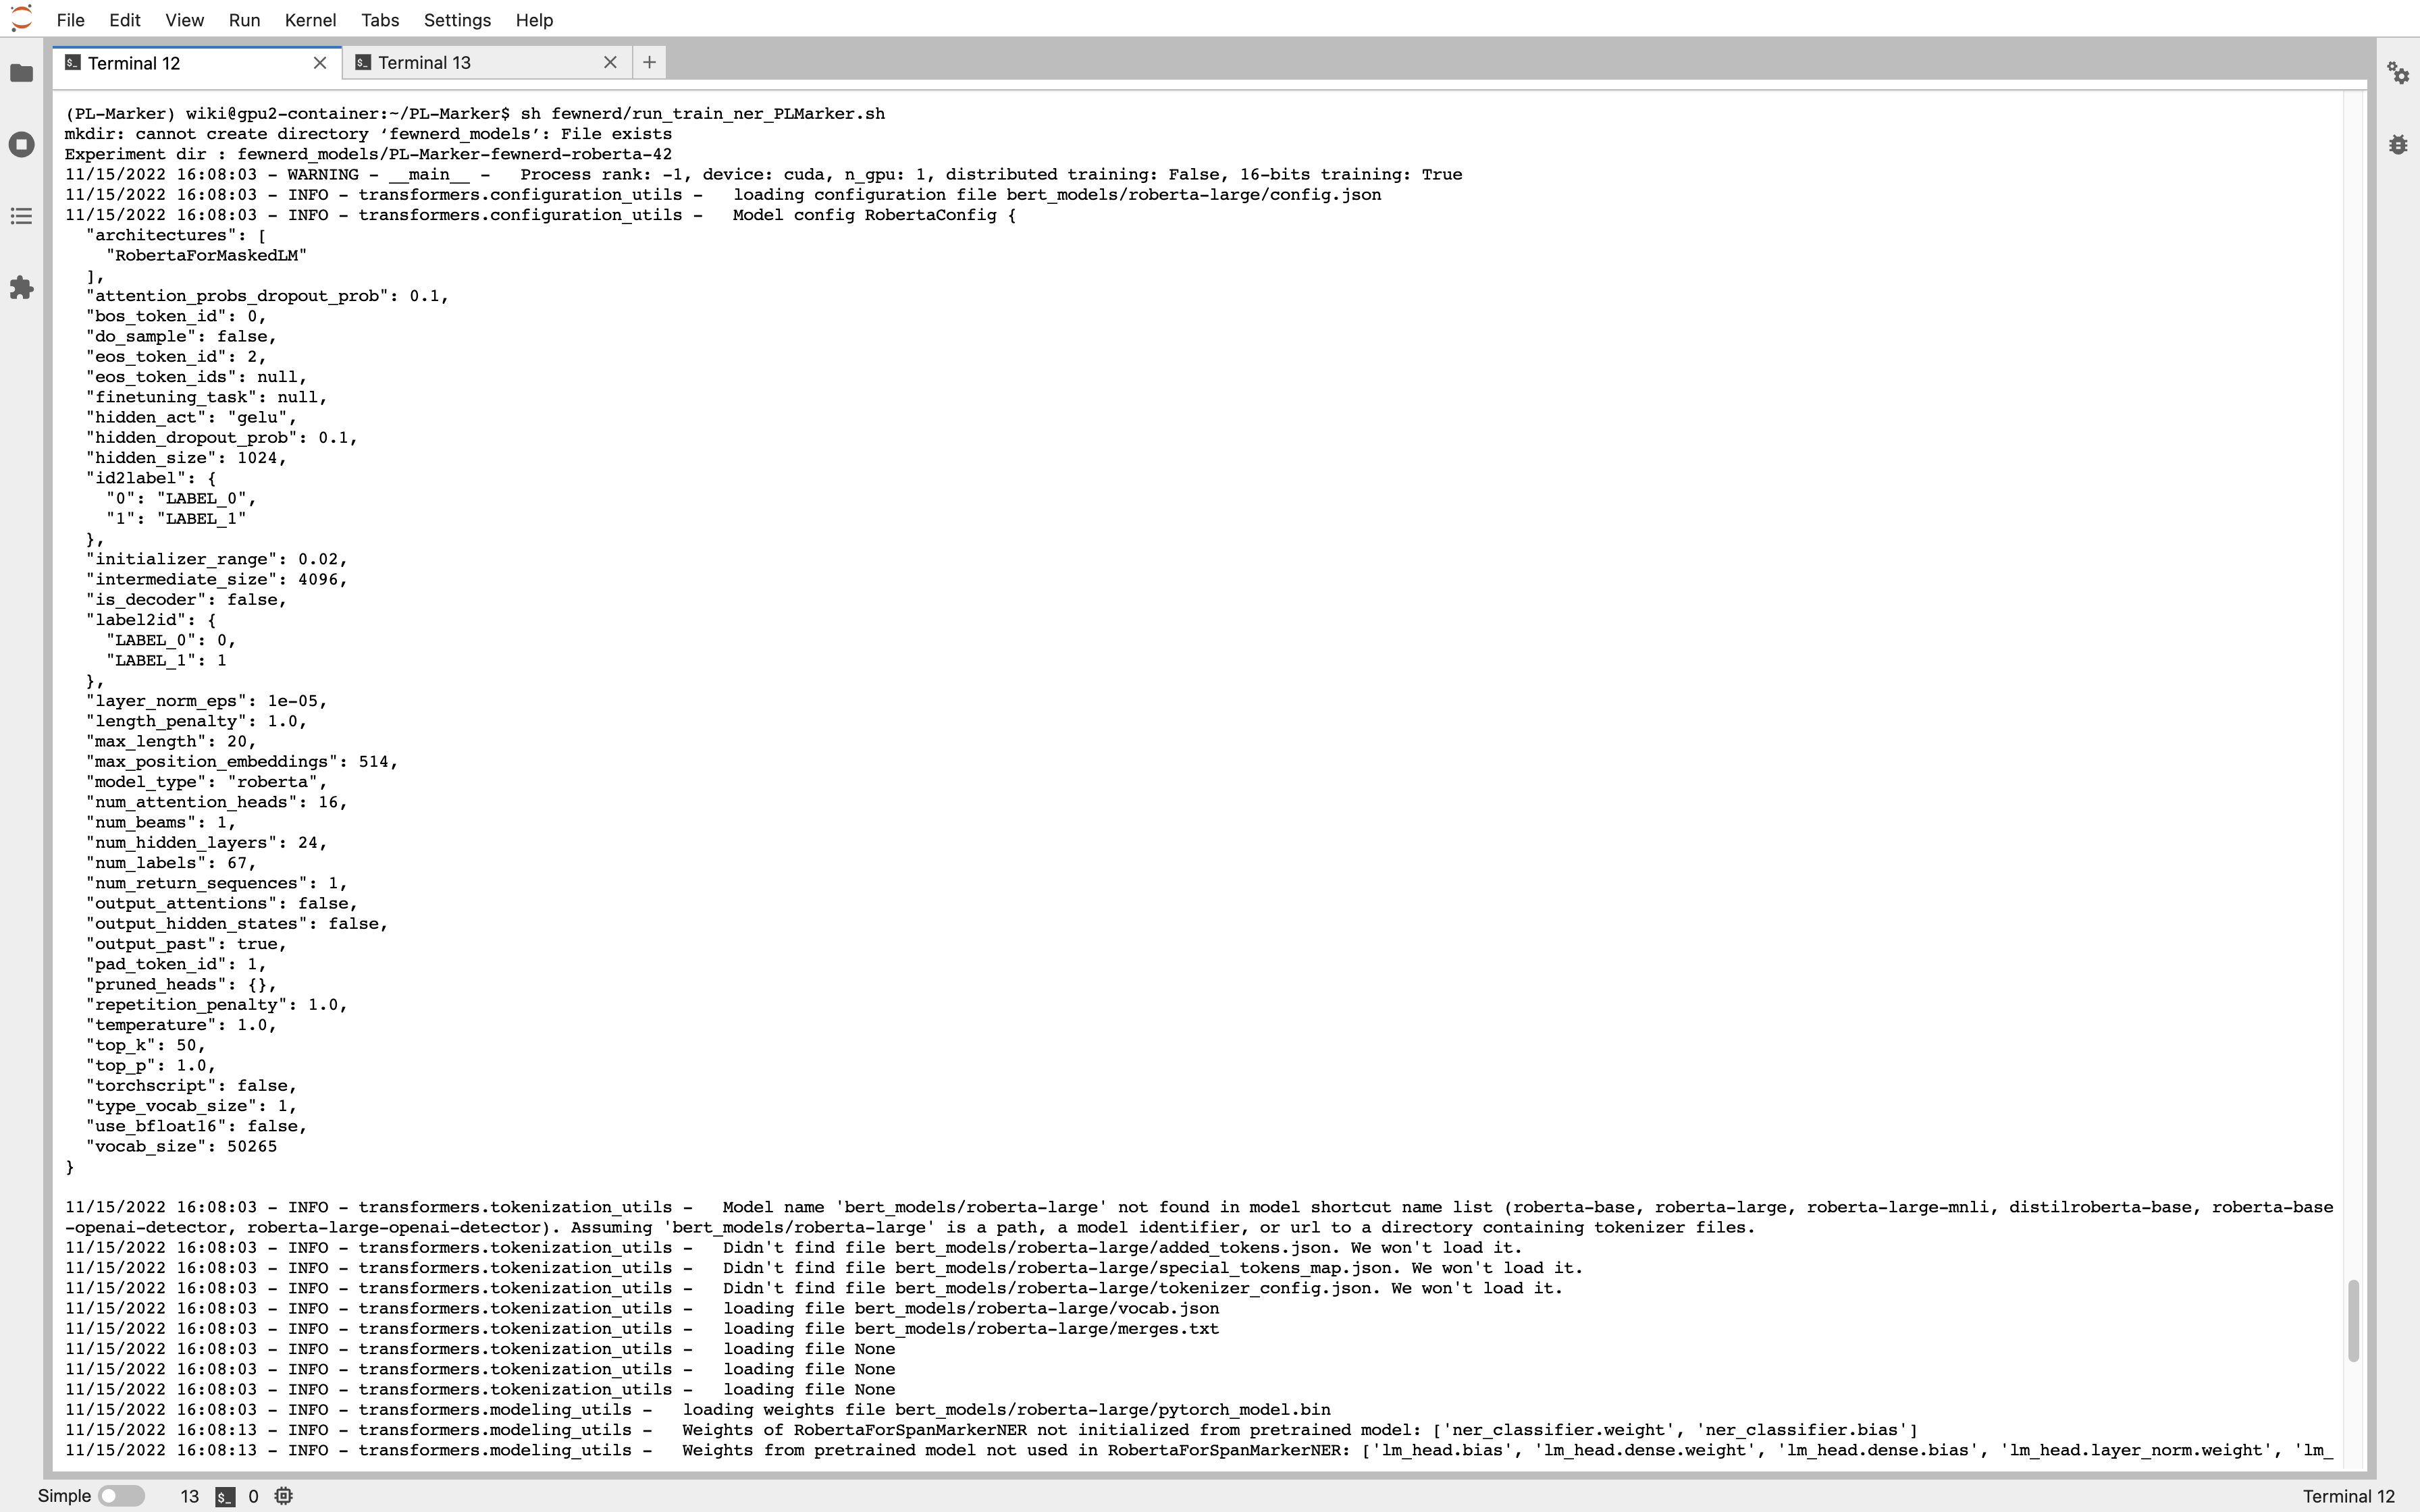 File Edit View Run Kernel Tabs Settings Help
Terminal 12
Terminal 13
(PL-Marker) wiki@gpu2-container:~/PL-Marker$ sh fewnerd/run_train_ner_PLMarker.sh
mkdir: cannot create directory ‘fewnerd_models’: File exists
Experiment dir : fewnerd_models/PL-Marker-fewnerd-roberta-42
11/15/2022 16:08:03 - WARNING - __main__ -   Process rank: -1, device: cuda, n_gpu: 1, distributed training: False, 16-bits training: True
11/15/2022 16:08:03 - INFO - transformers.configuration_utils -   loading configuration file bert_models/roberta-large/config.json
11/15/2022 16:08:03 - INFO - transformers.configuration_utils -   Model config RobertaConfig {
  "architectures": [
    "RobertaForMaskedLM"
  ],
  "attention_probs_dropout_prob": 0.1,
  "bos_token_id": 0,
  "do_sample": false,
  "eos_token_id": 2,
  "eos_token_ids": null,
  "finetuning_task": null,
  "hidden_act": "gelu",
  "hidden_dropout_prob": 0.1,
  "hidden_size": 1024,
  "id2label": {
    "0": "LABEL_0",
    "1": "LABEL_1"
  },
  "initializer_range": 0.02,
  "intermediate_size": 4096,
  "is_decoder": false,
  "label2id": {
    "LABEL_0": 0,
    "LABEL_1": 1
  },
  "layer_norm_eps": 1e-05,
  "length_penalty": 1.0,
  "max_length": 20,
  "max_position_embeddings": 514,
  "model_type": "roberta",
  "num_attention_heads": 16,
  "num_beams": 1,
  "num_hidden_layers": 24,
  "num_labels": 67,
  "num_return_sequences": 1,
  "output_attentions": false,
  "output_hidden_states": false,
  "output_past": true,
  "pad_token_id": 1,
  "pruned_heads": {},
  "repetition_penalty": 1.0,
  "temperature": 1.0,
  "top_k": 50,
  "top_p": 1.0,
  "torchscript": false,
  "type_vocab_size": 1,
  "use_bfloat16": false,
  "vocab_size": 50265
}
11/15/2022 16:08:03 - INFO - transformers.tokenization_utils -   Model name 'bert_models/roberta-large' not found in model shortcut name list (roberta-base, roberta-large, roberta-large-mnli, distilroberta-base, roberta-base
-openai-detector, roberta-large-openai-detector). Assuming 'bert_models/roberta-large' is a path, a model identifier, or url to a directory containing tokenizer files.
11/15/2022 16:08:03 - INFO - transformers.tokenization_utils -   Didn't find file bert_models/roberta-large/added_tokens.json. We won't load it.
11/15/2022 16:08:03 - INFO - transformers.tokenization_utils -   Didn't find file bert_models/roberta-large/special_tokens_map.json. We won't load it.
11/15/2022 16:08:03 - INFO - transformers.tokenization_utils -   Didn't find file bert_models/roberta-large/tokenizer_config.json. We won't load it.
11/15/2022 16:08:03 - INFO - transformers.tokenization_utils -   loading file bert_models/roberta-large/vocab.json
11/15/2022 16:08:03 - INFO - transformers.tokenization_utils -   loading file bert_models/roberta-large/merges.txt
11/15/2022 16:08:03 - INFO - transformers.tokenization_utils -   loading file None
11/15/2022 16:08:03 - INFO - transformers.tokenization_utils -   loading file None
11/15/2022 16:08:03 - INFO - transformers.tokenization_utils -   loading file None
11/15/2022 16:08:03 - INFO - transformers.modeling_utils -   loading weights file bert_models/roberta-large/pytorch_model.bin
11/15/2022 16:08:13 - INFO - transformers.modeling_utils -   Weights of RobertaForSpanMarkerNER not initialized from pretrained model: ['ner_classifier.weight', 'ner_classifier.bias']
11/15/2022 16:08:13 - INFO - transformers.modeling_utils -   Weights from pretrained model not used in RobertaForSpanMarkerNER: ['lm_head.bias', 'lm_head.dense.weight', 'lm_head.dense.bias', 'lm_head.layer_norm.weight', 'lm_
Simple 13 $_ 0 Terminal 12